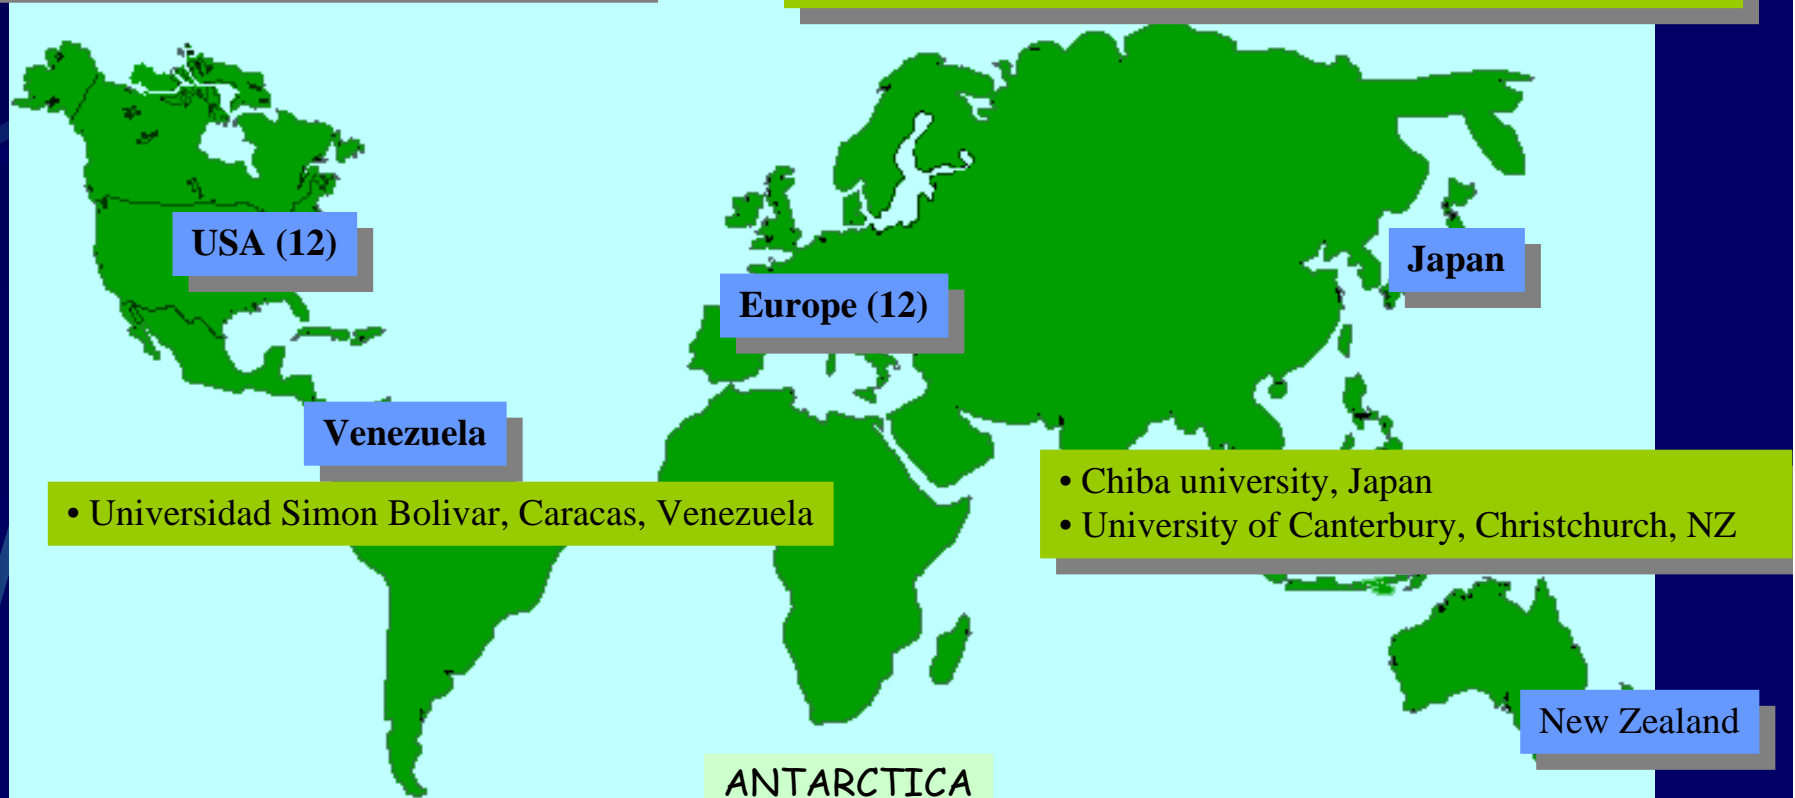 USA (12)
Japan
Europe (12)
Venezuela
• Universidad Simon Bolivar, Caracas, Venezuela
• Chiba university, Japan
• University of Canterbury, Christchurch, NZ
New Zealand
ANTARCTICA